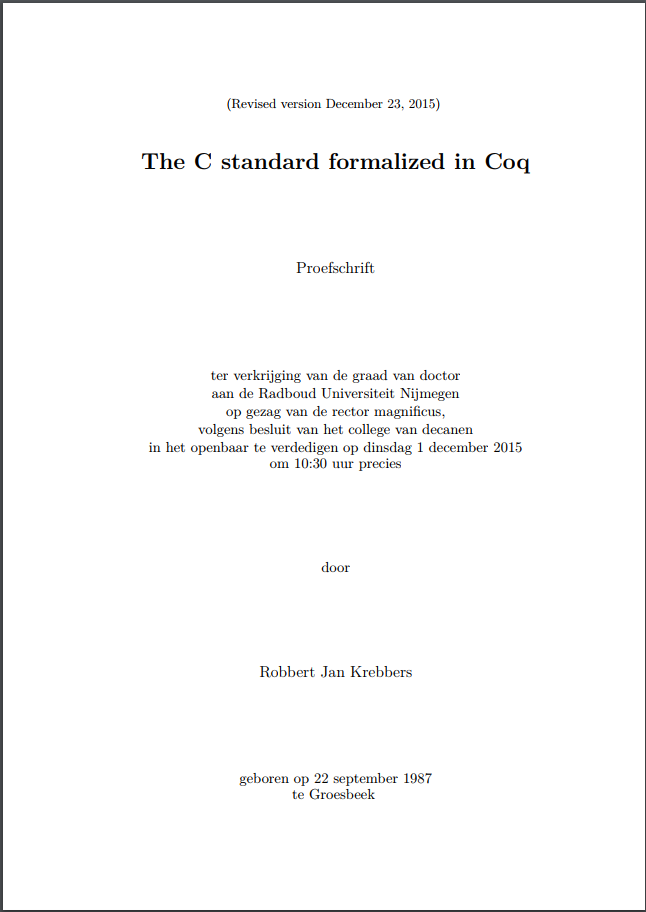 (Revised version December 23, 2015)
The C standard formalized in Coq
Proefschrift
ter verkrijging van de graad van doctor
aan de Radboud Universiteit Nijmegen
op gezag van de rector magnificus,
volgens besluit van het college van decanen
in het openbaar te verdedigen op dinsdag 1 december 2015
om 10:30 uur precies
door
Robbert Jan Krebbers
geboren op 22 september 1987
te Groesbeek